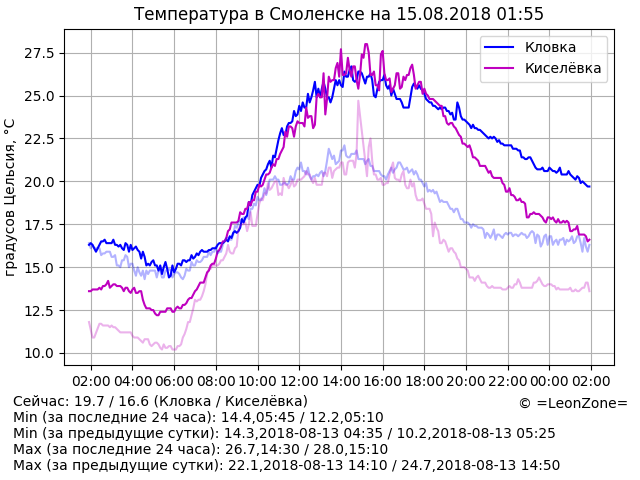 Температура в Смоленске на 15.08.2018 01:55
Кловка
Киселёвка
градусов Цельсия, °C
27.5
25.0
22.5
20.0
17.5
15.0
12.5
10.0
02:00 04:00 06:00 08:00 10:00 12:00 14:00 16:00 18:00 20:00 22:00 00:00 02:00
Сейчас: 19.7 / 16.6 (Кловка / Киселёвка)
© =LeonZone=
Min (за последние 24 часа): 14.4,05:45 / 12.2,05:10
Min (за предыдущие сутки): 14.3,2018-08-13 04:35 / 10.2,2018-08-13 05:25
Max (за последние 24 часа): 26.7,14:30 / 28.0,15:10
Max (за предыдущие сутки): 22.1,2018-08-13 14:10 / 24.7,2018-08-13 14:50